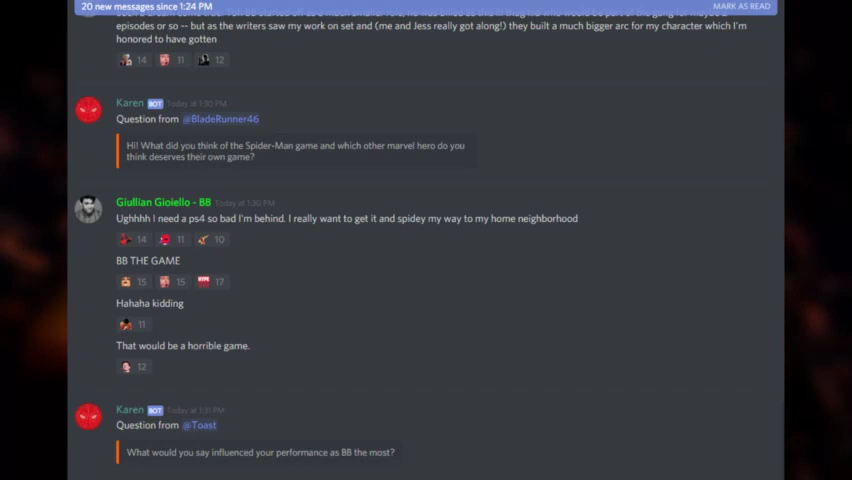 20 new messages since 1:24 PM
MARK AS READ
episodes or so -- but as the writers saw my work on set and (me and Jess really got along!) they built a much bigger arc for my character which I'm
honored to have gotten
14 11 12
Karen BOT Today at 1:30 PM
Question from @BladeRunner46
Hi! What did you think of the Spider-Man game and which other marvel hero do you
think deserves their own game?
Giullian Gioiello - BB Today at 1:30 PM
Ughhhh I need a ps4 so bad I'm behind. I really want to get it and spidey my way to my home neighborhood
14 11 10
BB THE GAME
15 15 17
Hahaha kidding
11
That would be a horrible game.
12
Karen BOT Today at 1:31 PM
Question from @Toast
What would you say influenced your performance as BB the most?